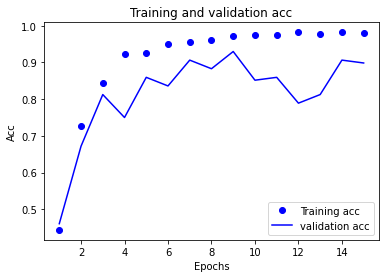 Training and validation acc
Acc
1.0
0.9
0.8
0.7
0.6
0.5
2 4 6 8 10 12 14
Epochs
Training acc
validation acc